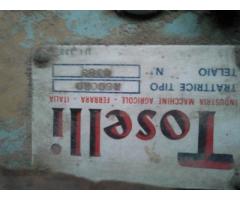 Toselli
INDUSTRIA MACCHINE AGRICOLE - FERRARA - ITALIA
TRATTRICE TIPO RECORD
TELAIO N°